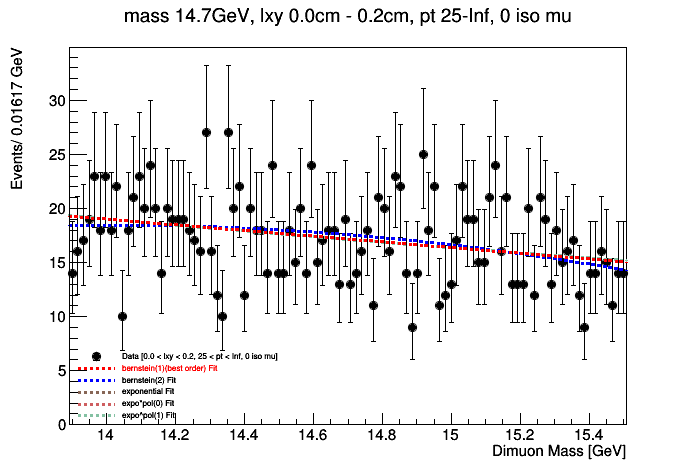 mass 14.7GeV, lxy 0.0cm - 0.2cm, pt 25-Inf, 0 iso mu
Events/ 0.01617 GeV
30
25
20
15
10
5
0
Data [0.0 < lxy < 0.2, 25 < pt < Inf, 0 iso mu]
bernstein(1)(best order) Fit
bernstein(2) Fit
exponential Fit
expo*pol(0) Fit
expo*pol(1) Fit
14 14.2 14.4 14.6 14.8 15 15.2 15.4
Dimuon Mass [GeV]